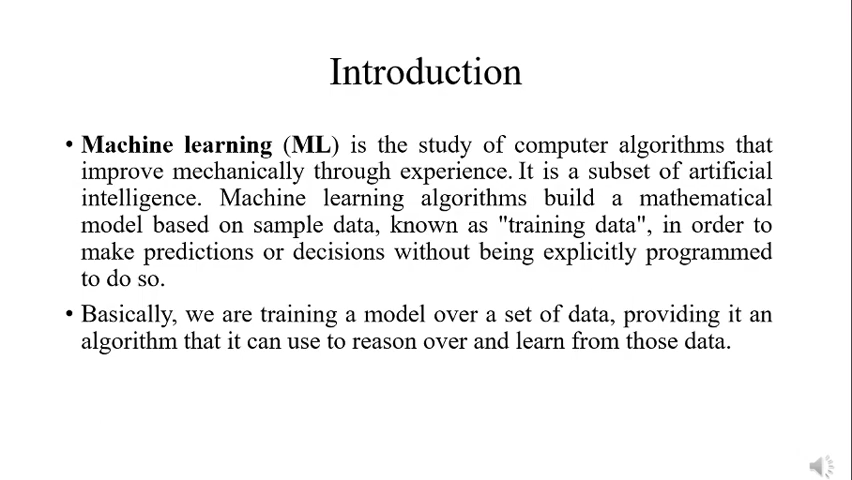 Introduction
• Machine learning (ML) is the study of computer algorithms that
improve mechanically through experience. It is a subset of artificial
intelligence. Machine learning algorithms build a mathematical
model based on sample data, known as "training data", in order to
make predictions or decisions without being explicitly programmed
to do so.
• Basically, we are training a model over a set of data, providing it an
algorithm that it can use to reason over and learn from those data.